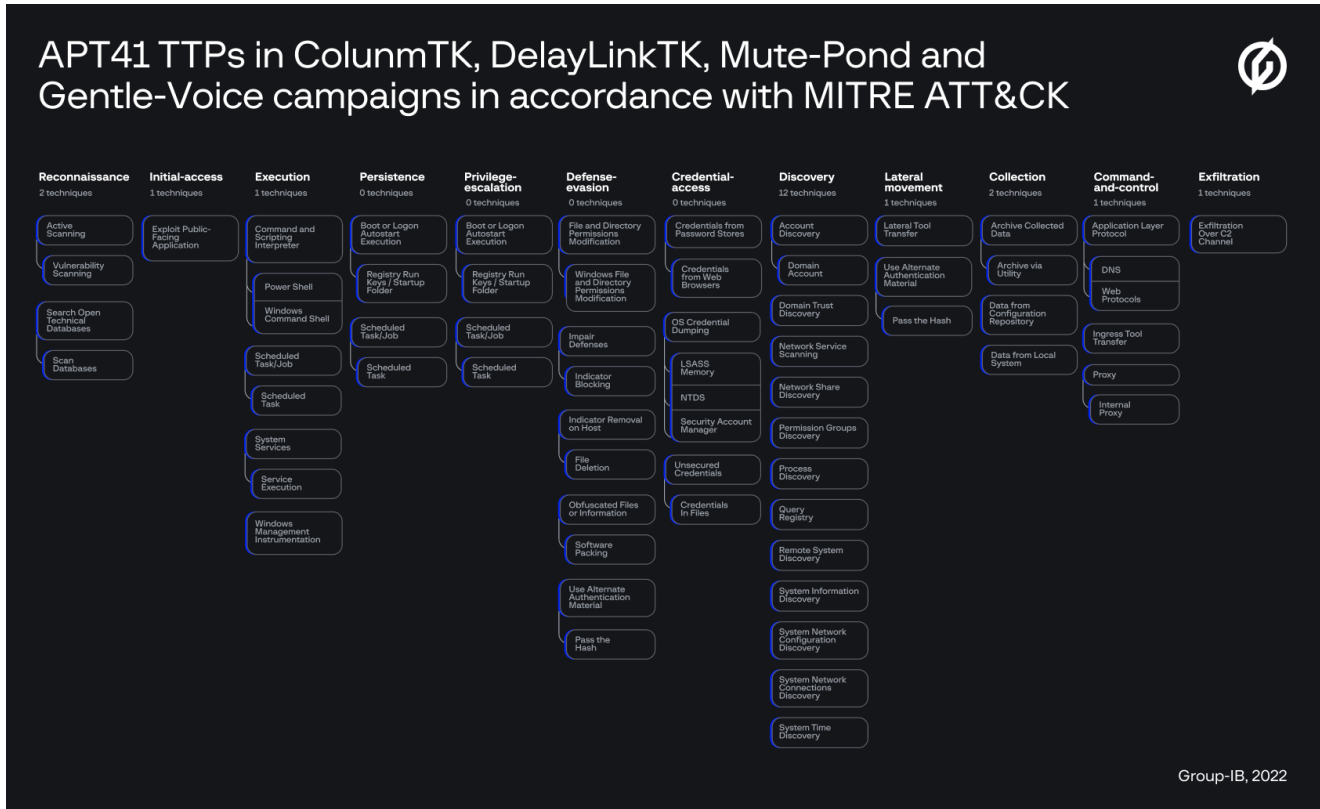 APT41 TTPs in ColunmTK, DelayLinkTK, Mute-Pond and
Gentle-Voice campaigns in accordance with MITRE ATT&CK
Reconnaissance
2 techniques
Active
Scanning
Vulnerability
Scanning
Search Open
Technical
Databases
Scan
Databases
Initial-access
1 techniques
Exploit Public-
Facing
Application
Execution
1 techniques
Command and
Scripting
Interpreter
Power Shell
Windows
Command Shell
Scheduled
Task/Job
Scheduled
Task
System
Services
Service
Execution
Windows
Management
Instrumentation
Persistence
0 techniques
Boot or Logon
Autostart
Execution
Registry Run
Keys / Startup
Folder
Scheduled
Task/Job
Scheduled
Task
Privilege-
escalation
0 techniques
Boot or Logon
Autostart
Execution
Registry Run
Keys / Startup
Folder
Scheduled
Task/Job
Scheduled
Task
Defense-
evasion
0 techniques
File and Directory
Permissions
Modification
Windows File
and Directory
Permissions
Modification
Impair
Defenses
Indicator
Blocking
Indicator Removal
on Host
File
Deletion
Obfuscated Files
or Information
Software
Packing
Use Alternate
Authentication
Material
Pass the
Hash
Credential-
access
0 techniques
Credentials from
Password Stores
Credentials
from Web
Browsers
OS Credential
Dumping
LSASS
Memory
NTDS
Security Account
Manager
Unsecured
Credentials
Credentials
In Files
Discovery
12 techniques
Account
Discovery
Domain
Account
Domain Trust
Discovery
Network Service
Scanning
Network Share
Discovery
Permission Groups
Discovery
Process
Discovery
Query
Registry
Remote System
Discovery
System Information
Discovery
System Network
Configuration
Discovery
System Network
Connections
Discovery
System Time
Discovery
Lateral
movement
1 techniques
Lateral Tool
Transfer
Use Alternate
Authentication
Material
Pass the Hash
Collection
2 techniques
Archive Collected
Data
Archive via
Utility
Data from
Configuration
Repository
Data from Local
System
Command-
and-control
1 techniques
Application Layer
Protocol
DNS
Web
Protocols
Ingress Tool
Transfer
Proxy
Internal
Proxy
Exfiltration
1 techniques
Exfiltration
Over C2
Channel
Group-IB, 2022